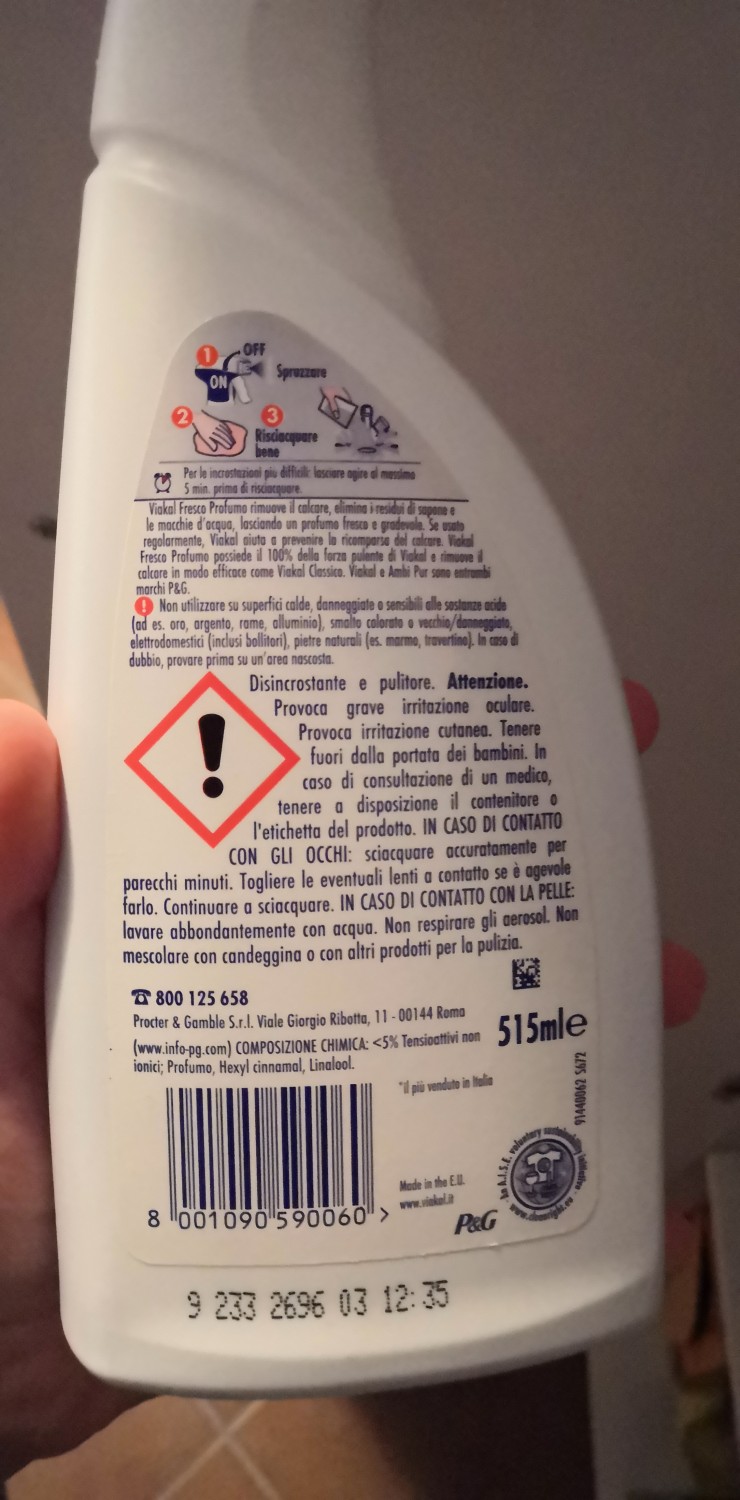 1
OFF
ON
Spruzzare
2
3
Risciacquare
bene
Per le incrostazioni più difficili: lasciare agire al massimo
5 min. prima di risciacquare.
Viakal Fresco Profumo rimuove il calcare, elimina i residui di sapone e
le macchie d'acqua, lasciando un profumo fresco e gradevole. Se usato
regolarmente, Viakal aiuta a prevenire la ricomparsa del calcare. Viakal
Fresco Profumo possiede il 100% della forza pulente di Viakal e rimuove il
calcare in modo efficace come Viakal Classico. Viakal e Ambi Pur sono entrambi
marchi P&G.
Non utilizzare su superfici calde, danneggiate o sensibili alle sostanze acide
(ad es. oro, argento, rame, alluminio), smalto colorato o vecchio/danneggiato,
elettrodomestici (inclusi bollitori), pietre naturali (es. marmo, travertino). In caso di
dubbio, provare prima su un'area nascosta.
Disincrostante e pulitore. Attenzione.
Provoca grave irritazione oculare.
Provoca irritazione cutanea. Tenere
fuori dalla portata dei bambini. In
caso di consultazione di un medico,
tenere a disposizione il contenitore o
l'etichetta del prodotto. IN CASO DI CONTATTO
CON GLI OCCHI: sciacquare accuratamente per
parecchi minuti. Togliere le eventuali lenti a contatto se è agevole
farlo. Continuare a sciacquare. IN CASO DI CONTATTO CON LA PELLE:
lavare abbondantemente con acqua. Non respirare gli aerosol. Non
mescolare con candeggina o con altri prodotti per la pulizia.
☎ 800 125 658
Procter & Gamble S.r.l. Viale Giorgio Ribotta, 11 - 00144 Roma
(www.info-pg.com) COMPOSIZIONE CHIMICA: <5% Tensioattivi non
ionici; Profumo, Hexyl cinnamal, Linalool.
515ml e
*Il più venduto in Italia
91440062 S672
Made in the E.U.
www.viakal.it
P&G
A.I.S.E. voluntary sustainability initiative
www.cleanright.eu
8 001090 590060 >
9 233 2696 03 12:35